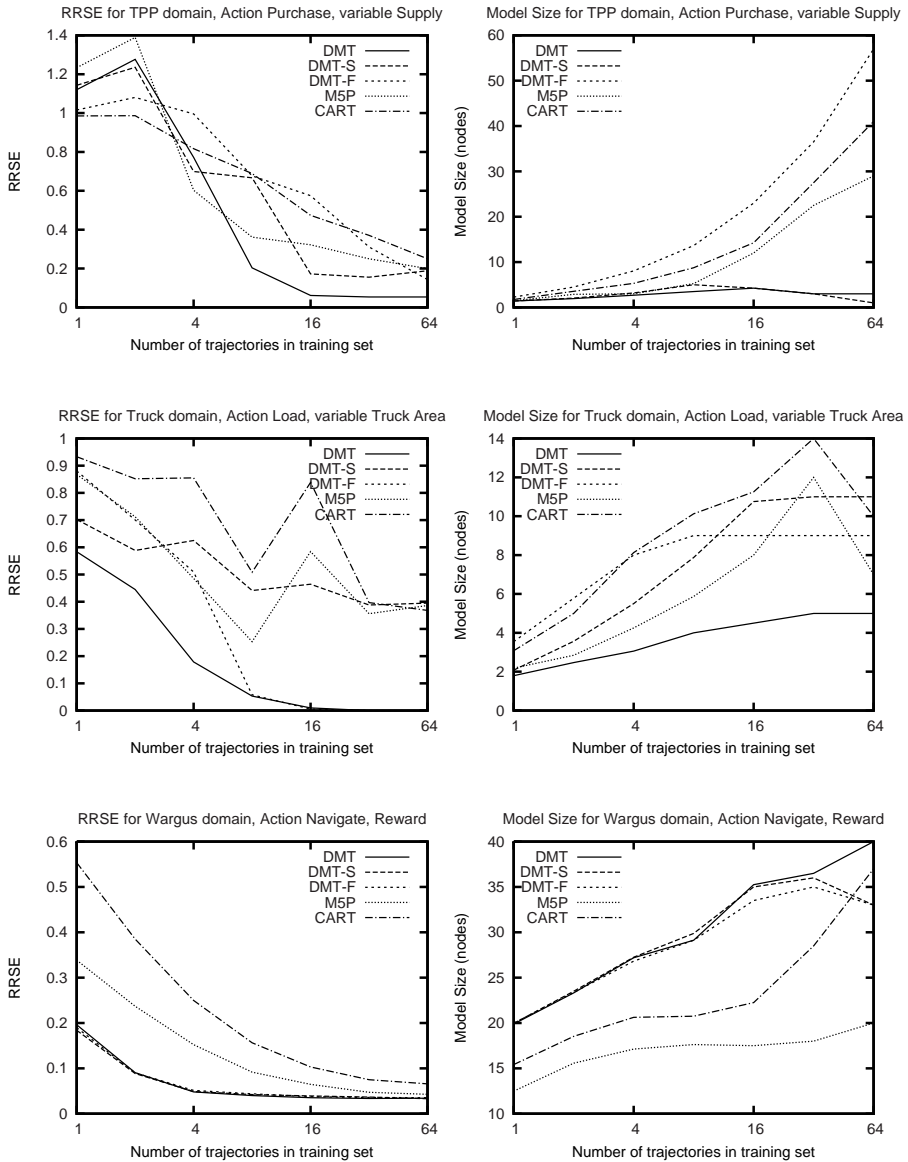 RRSE for TPP domain, Action Purchase, variable Supply
1.4
1.2
1
0.8
0.6
0.4
0.2
0
RRSE
DMT
DMT-S
DMT-F
M5P
CART
1 4 16 64
Number of trajectories in training set
Model Size for TPP domain, Action Purchase, variable Supply
60
50
40
30
20
10
0
Model Size (nodes)
DMT
DMT-S
DMT-F
M5P
CART
1 4 16 64
Number of trajectories in training set
RRSE for Truck domain, Action Load, variable Truck Area
1
0.9
0.8
0.7
0.6
0.5
0.4
0.3
0.2
0.1
0
RRSE
DMT
DMT-S
DMT-F
M5P
CART
1 4 16 64
Number of trajectories in training set
Model Size for Truck domain, Action Load, variable Truck Area
14
12
10
8
6
4
2
0
Model Size (nodes)
DMT
DMT-S
DMT-F
M5P
CART
1 4 16 64
Number of trajectories in training set
RRSE for Wargus domain, Action Navigate, Reward
0.6
0.5
0.4
0.3
0.2
0.1
0
RRSE
DMT
DMT-S
DMT-F
M5P
CART
1 4 16 64
Number of trajectories in training set
Model Size for Wargus domain, Action Navigate, Reward
40
35
30
25
20
15
10
Model Size (nodes)
DMT
DMT-S
DMT-F
M5P
CART
1 4 16 64
Number of trajectories in training set